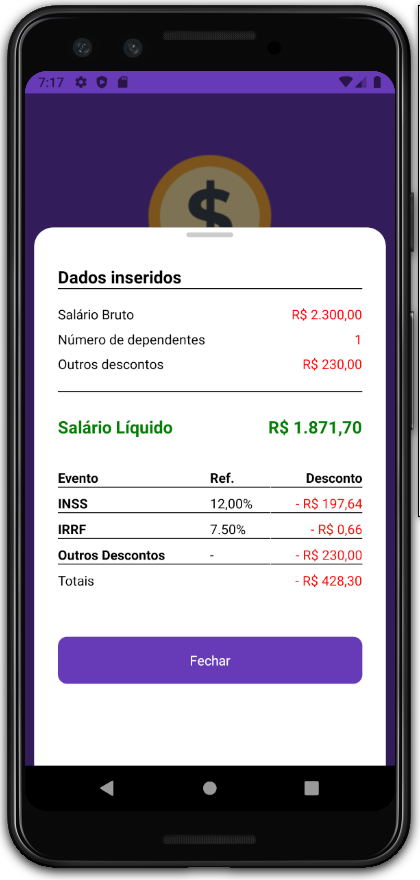 7:17
$
Dados inseridos
Salário Bruto R$ 2.300,00
Número de dependentes 1
Outros descontos R$ 230,00
Salário Líquido R$ 1.871,70
Evento Ref. Desconto
INSS 12,00% - R$ 197,64
IRRF 7.50% - R$ 0,66
Outros Descontos - - R$ 230,00
Totais - R$ 428,30
Fechar